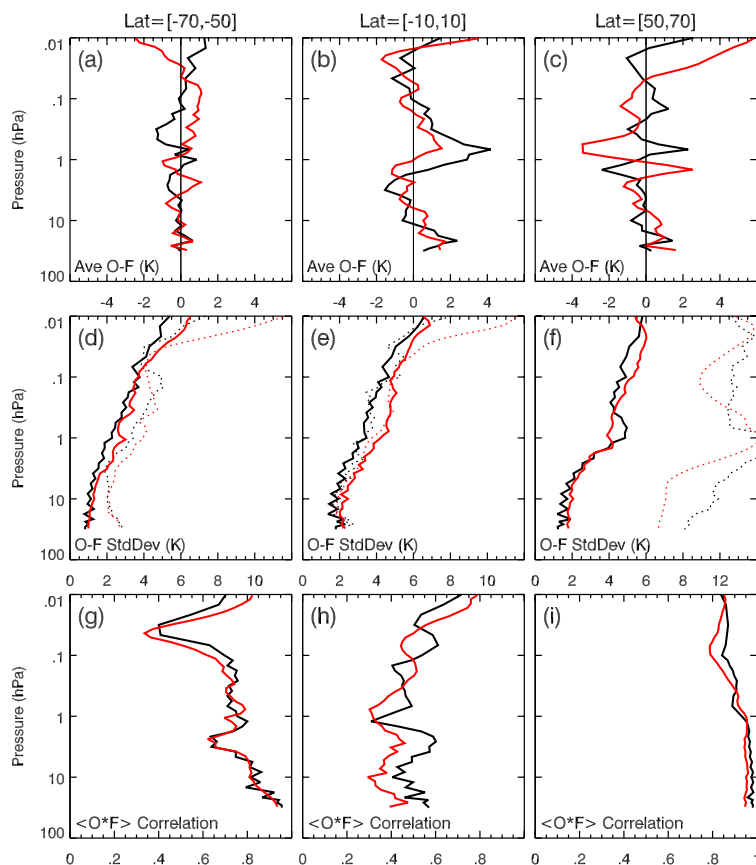 Lat=[-70,-50] Lat=[-10,10] Lat=[50,70]
.01 (a) (b) (c)
.1
Pressure (hPa)
1
10
Ave O-F (K) Ave O-F (K) Ave O-F (K)
100
-4 -2 0 2 4 -4 -2 0 2 4 -4 -2 0 2 4
.01 (d) (e) (f)
.1
Pressure (hPa)
1
10
O-F StdDev (K) O-F StdDev (K) O-F StdDev (K)
100
0 2 4 6 8 10 0 2 4 6 8 10 0 2 4 6 8 10 12
.01 (g) (h) (i)
.1
Pressure (hPa)
1
10
<O*F> Correlation <O*F> Correlation <O*F> Correlation
100
0 .2 .4 .6 .8 0 .2 .4 .6 .8 0 .2 .4 .6 .8 1